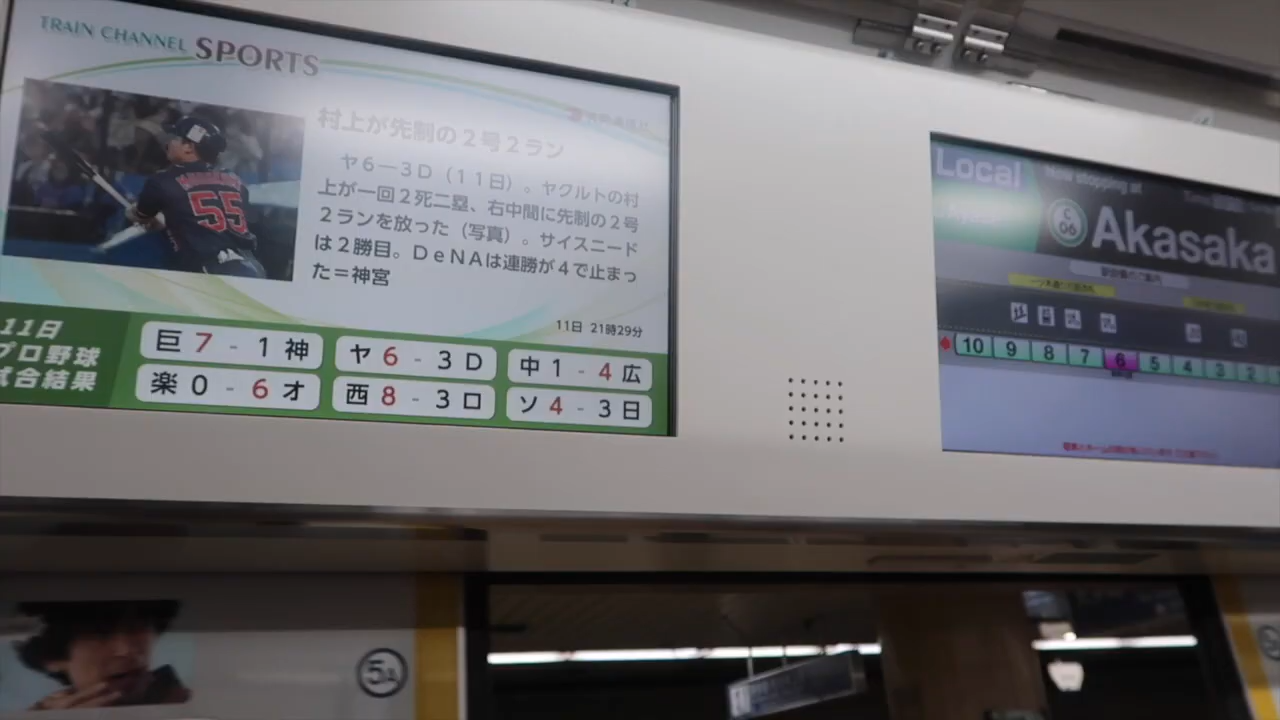 TRAIN CHANNEL SPORTS
村上が先制の2号2ラン
ヤ6―3D(11日)。ヤクルトの村
上が一回2死二塁、右中間に先制の2号
2ランを放った(写真)。サイスニード
は2勝目。DeNAは連勝が4で止まっ
た=神宮
11日 21時29分
55
11日
プロ野球
試合結果
巨 7 - 1 神
ヤ 6 - 3 D
中 1 - 4 広
楽 0 - 6 オ
西 8 - 3 ロ
ソ 4 - 3 日
Local
Now stopping at
C 06
Akasaka
10 9 8 7 6 5 4 3 2
5A